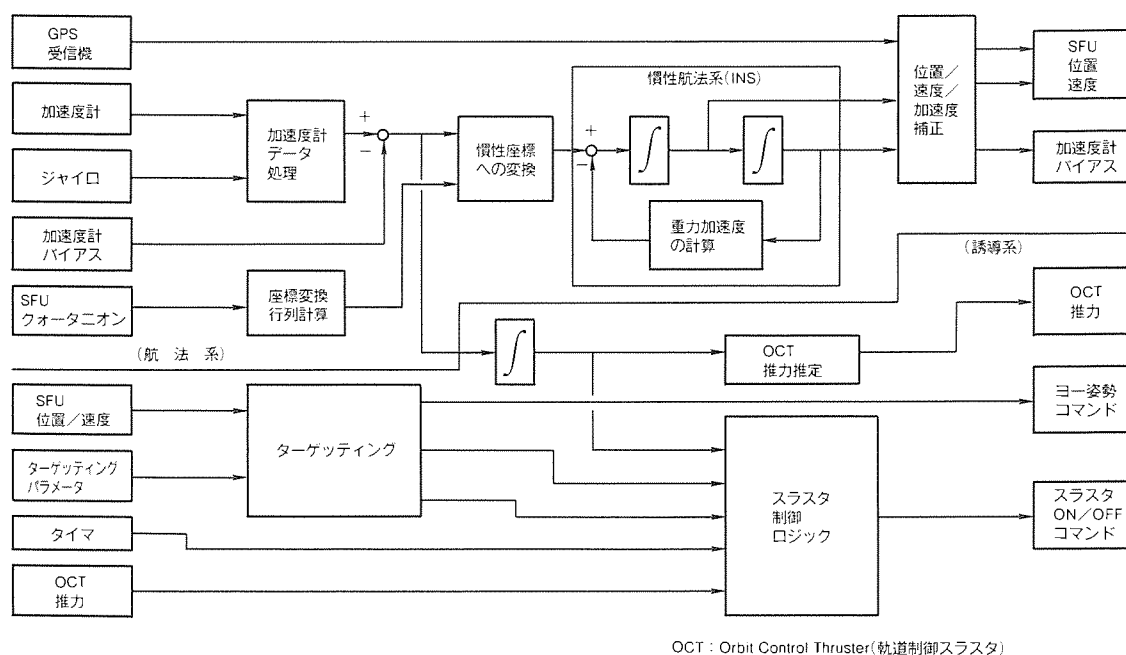 GPS
受信機
加速度計
ジャイロ
加速度計
バイアス
SFU
クォータニオン
加速度計
データ
処理
座標変換
行列計算
+
−
慣性座標
への変換
慣性航法系(INS)
+
−
∫
∫
重力加速度
の計算
位置/
速度/
加速度
補正
SFU
位置
速度
加速度計
バイアス
(誘導系)
(航 法 系)
∫
OCT
推力推定
OCT
推力
SFU
位置/速度
ターゲッティング
パラメータ
タイマ
OCT
推力
ターゲッティング
スラスタ
制御
ロジック
ヨー姿勢
コマンド
スラスタ
ON/OFF
コマンド
OCT:Orbit Control Thruster(軌道制御スラスタ)